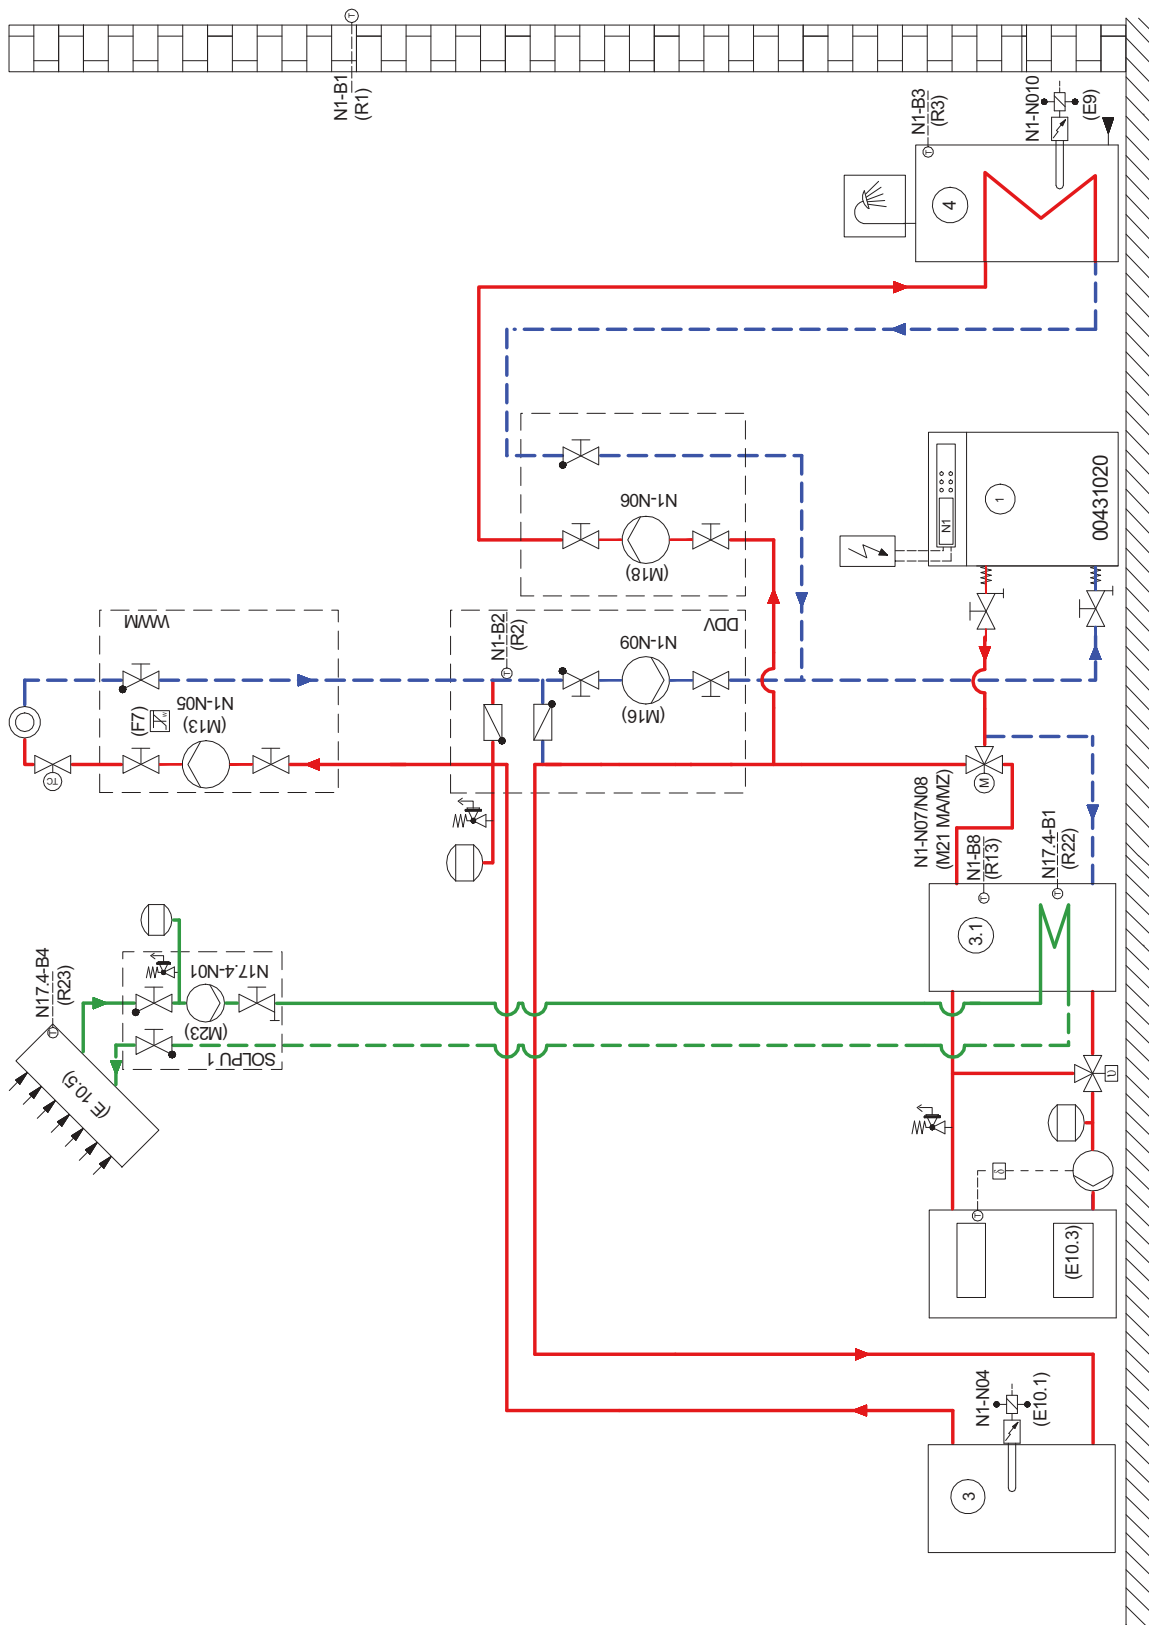 N1-B1
(R1)
T
N1-B3
(R3)
T
N1-N010
(E9)
4
N1-N06
(M18)
N1
1
00431020
WWM
N1-N05
(M13)
(F7)
TC
N1-B2
(R2)
T
N1-N09
(M16)
DDV
N1-N07/N08
(M21 MA/MZ)
M
N1-B8
(R13)
T
N17.4-B1
(R22)
T
3.1
N17.4-B4
(R23)
T
N17.4-N01
(M23)
SOLPU 1
(E 10.5)
T
(E10.3)
N1-N04
(E10.1)
3